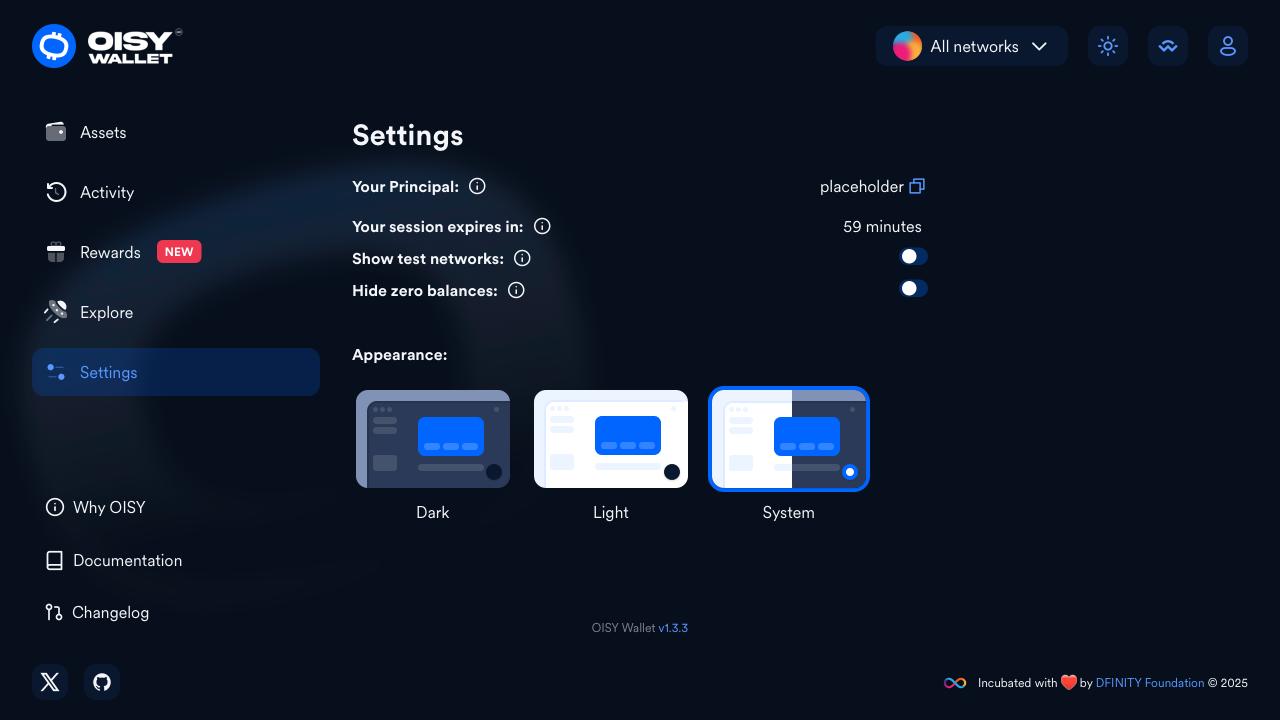 OISY
WALLET
All networks
Assets
Activity
Rewards NEW
Explore
Settings
Why OISY
Documentation
Changelog
Settings
Your Principal:
placeholder
Your session expires in:
59 minutes
Show test networks:
Hide zero balances:
Appearance:
Dark
Light
System
OISY Wallet v1.3.3
Incubated with ❤️ by DFINITY Foundation © 2025